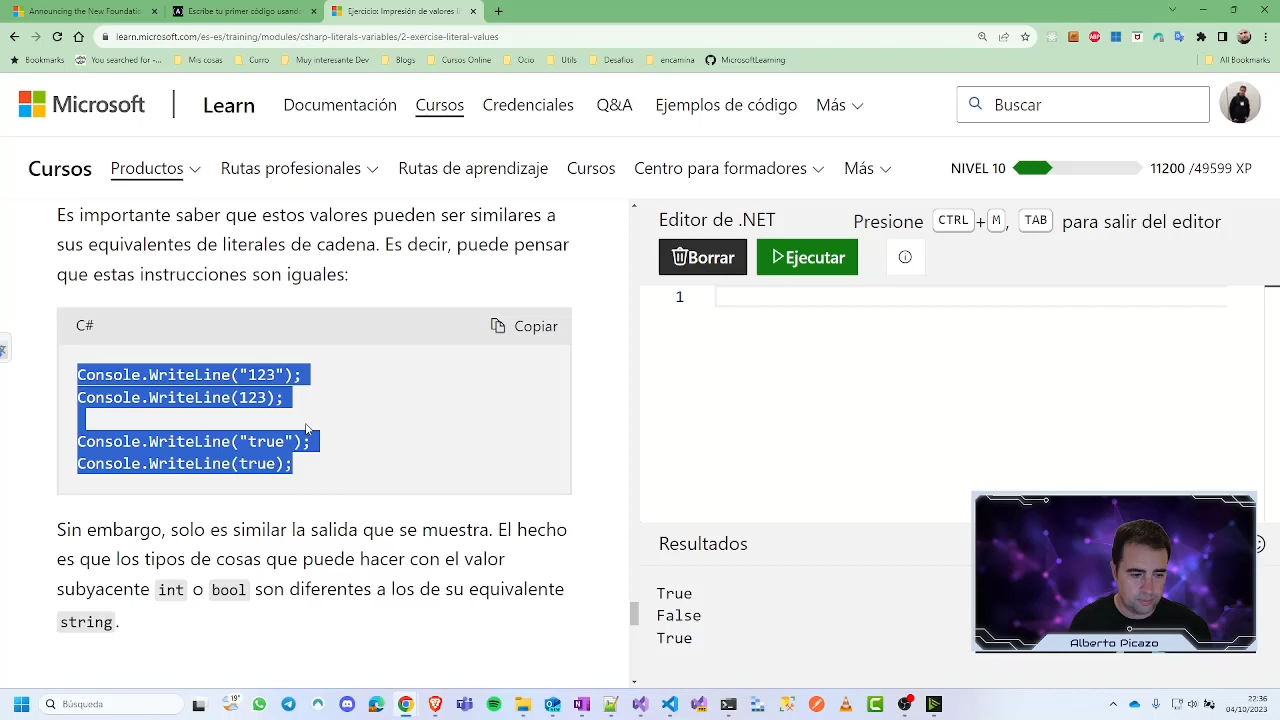 Announcing the New Foundatic
Escribe tu primer código usando
Ejercicio: Impresión de valores li
learn.microsoft.com/es-es/training/modules/csharp-literals-variables/2-exercise-literal-values
Bookmarks
You searched for -...
Mis cosas
Curro
Muy interesante Dev
Blogs
Cursos Online
Ocio
Utils
Desafios
encamina
MicrosoftLearning
All Bookmarks
Microsoft
Learn
Documentación
Cursos
Credenciales
Q&A
Ejemplos de código
Más
Buscar
Cursos
Productos
Rutas profesionales
Rutas de aprendizaje
Cursos
Centro para formadores
Más
NIVEL 10
11200 /49599 XP
Es importante saber que estos valores pueden ser similares a
sus equivalentes de literales de cadena. Es decir, puede pensar
que estas instrucciones son iguales:
C#
Copiar
Console.WriteLine("123");
Console.WriteLine(123);
Console.WriteLine("true");
Console.WriteLine(true);
Sin embargo, solo es similar la salida que se muestra. El hecho
es que los tipos de cosas que puede hacer con el valor
subyacente int o bool son diferentes a los de su equivalente
string.
Editor de .NET
Presione CTRL+M, TAB para salir del editor
Borrar
Ejecutar
1
Resultados
True
False
True
Alberto Picazo
Búsqueda
19°
22:36
04/10/2023